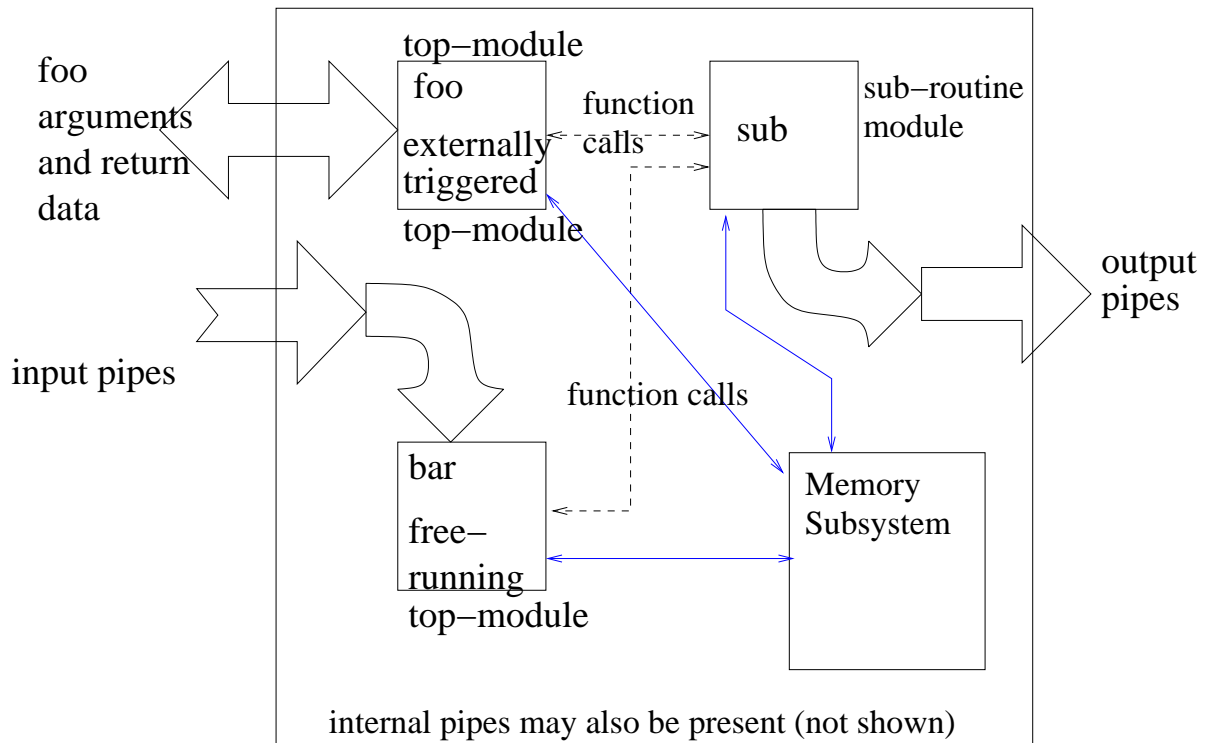 foo
arguments
and return
data
top−module
foo
externally
triggered
top−module
function
calls
sub
sub−routine
module
output
pipes
input pipes
function calls
bar
free−
running
top−module
Memory
Subsystem
internal pipes may also be present (not shown)